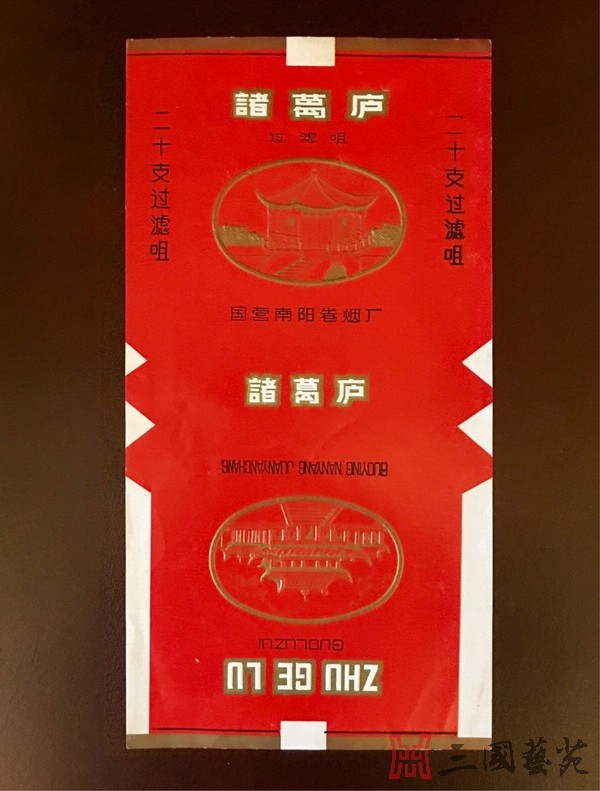 諸葛庐
过滤咀
二十支过滤咀
二十支过滤咀
国营南阳卷烟厂
諸葛庐
GUOYING NANYANG JUANYANCHANG
GUOLUZUI
ZHU GE LU
三國藝苑